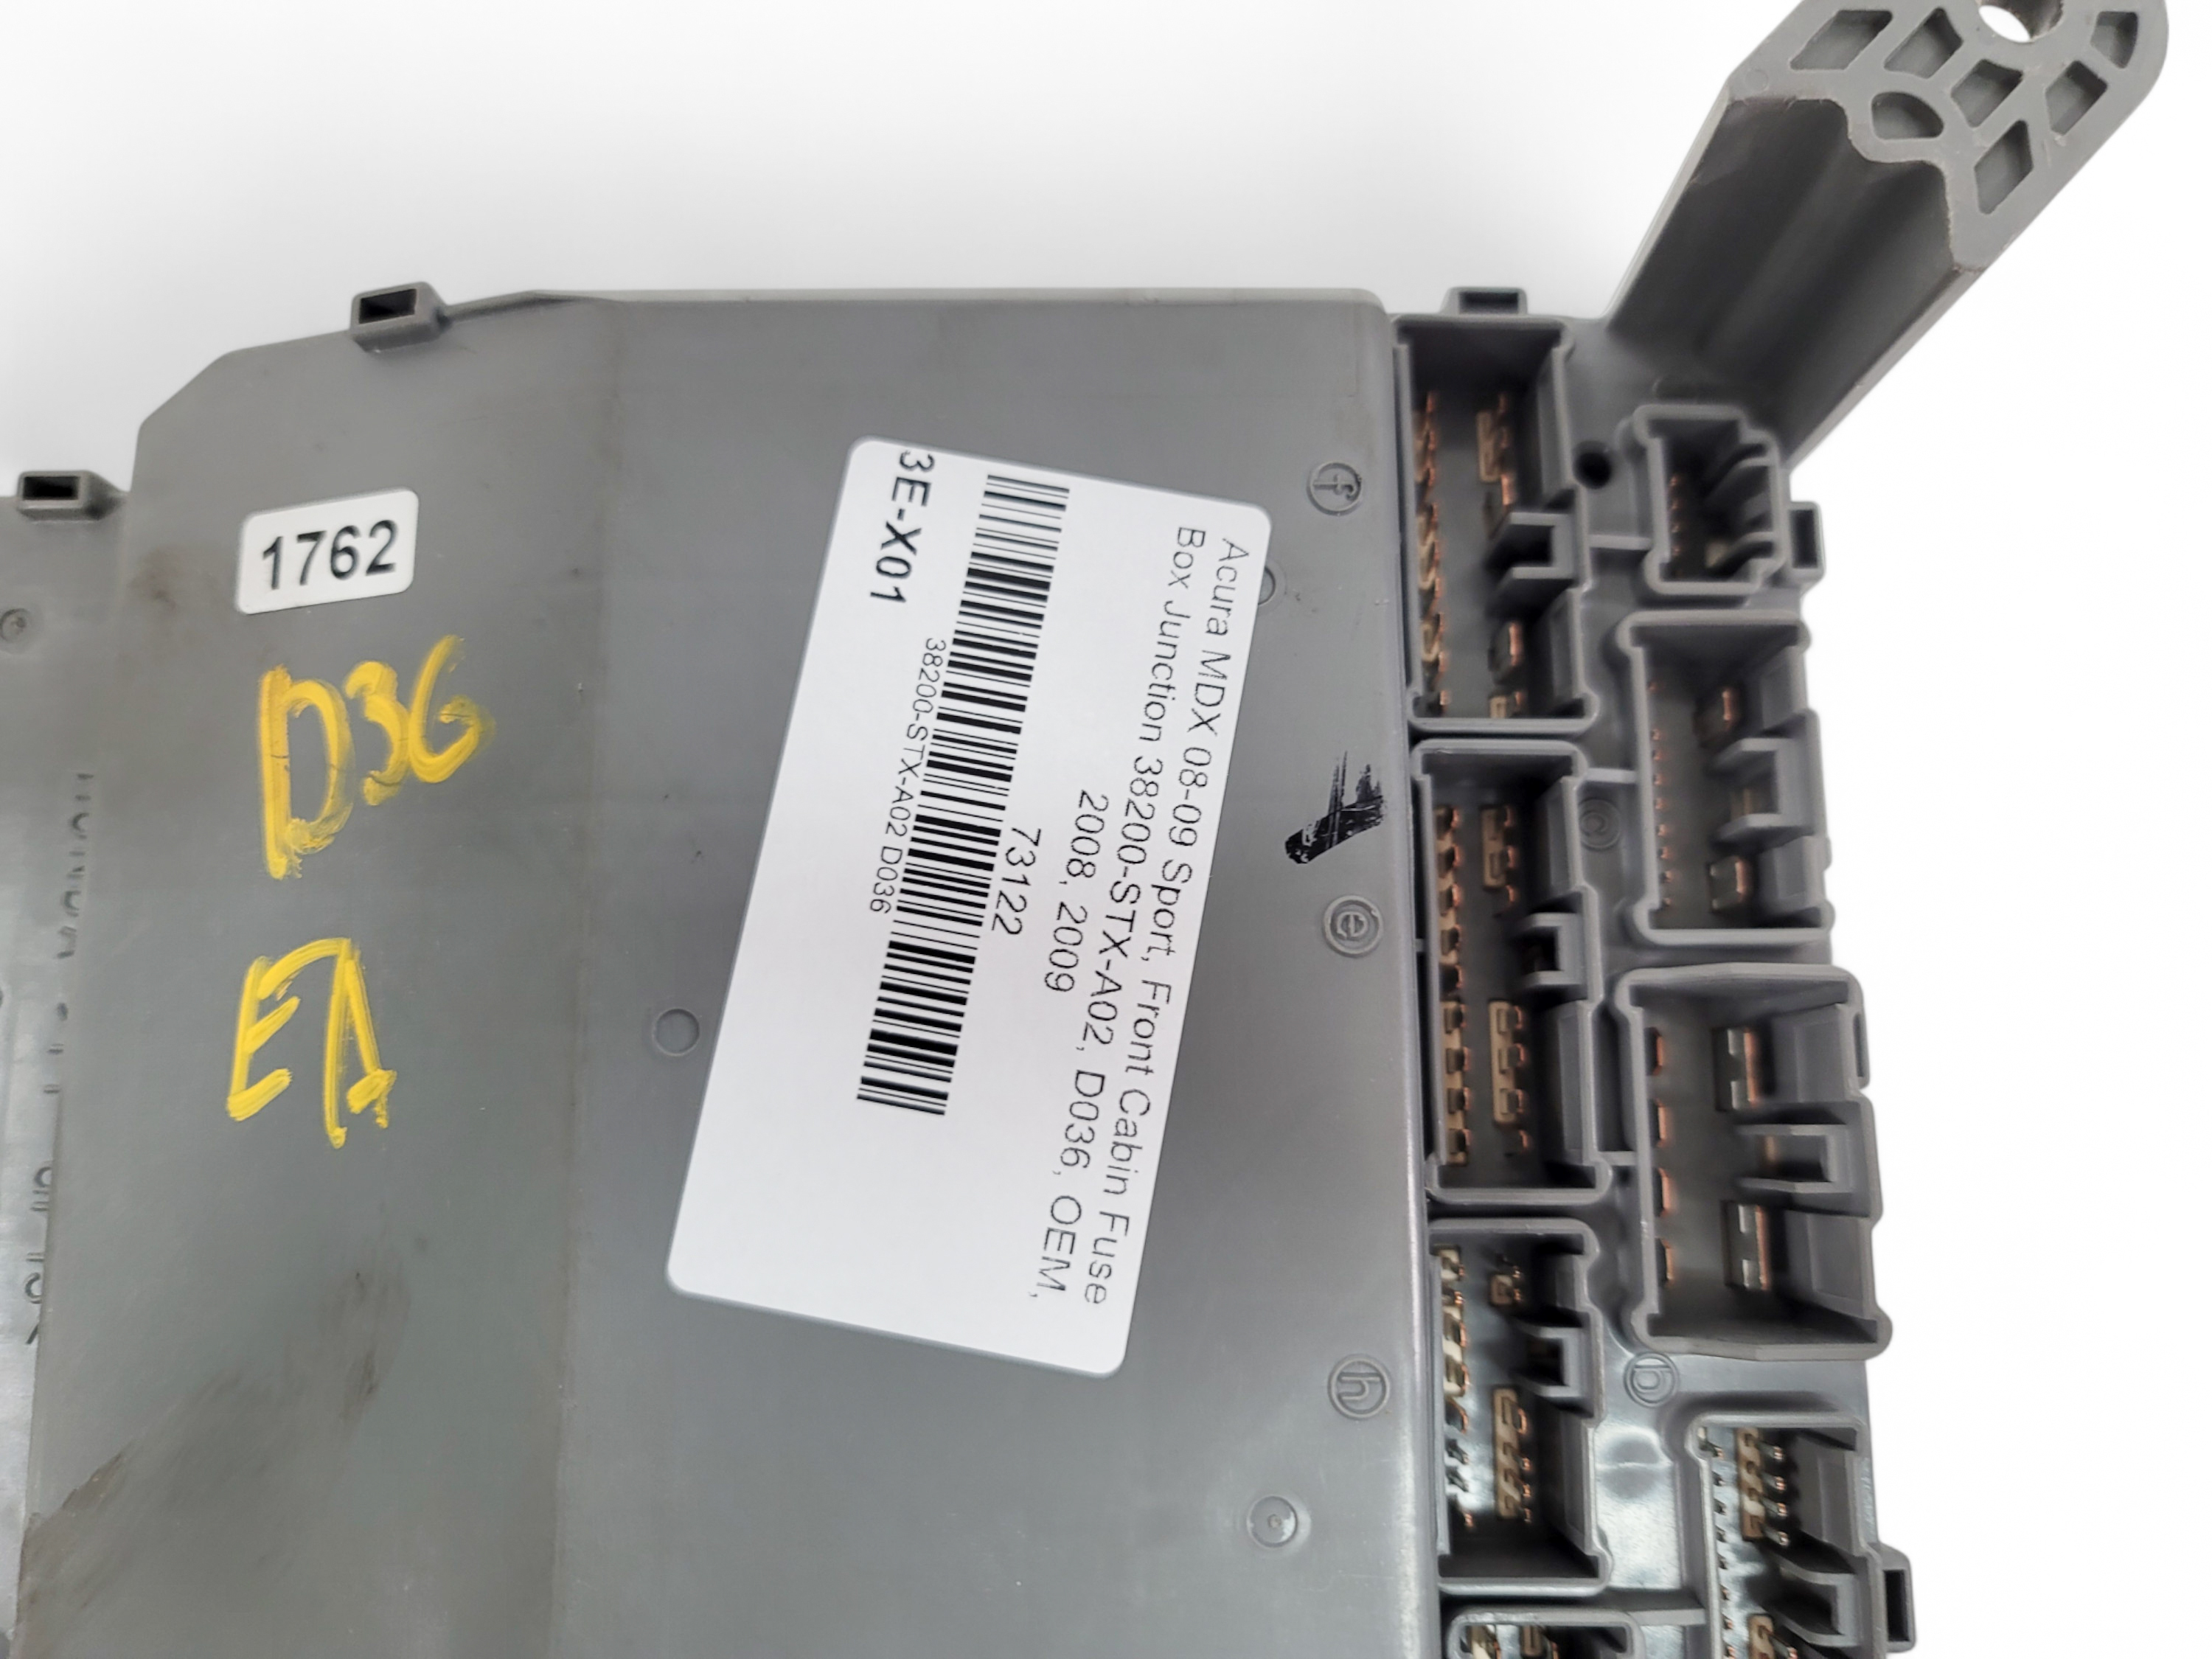 1762
D36
EA
Acura MDX 08-09 Sport, Front Cabin Fuse
Box Junction 38200-STX-A02, D036, OEM,
2008, 2009
73122
38200-STX-A02 D036
3E-X01
f
e
h
c
b